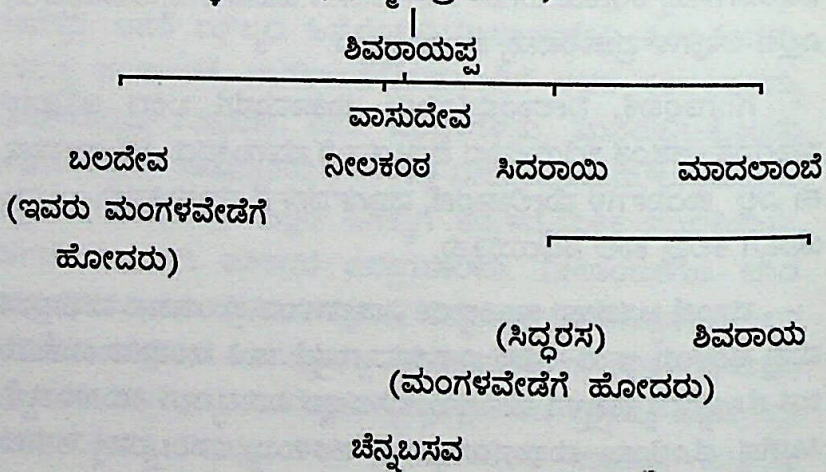 ಶಿವರಾಯಪ್ಪ
ವಾಸುದೇವ
ಬಲದೇವ ನೀಲಕಂಠ ಸಿದರಾಯಿ ಮಾದಲಾಂಬೆ
(ಇವರು ಮಂಗಳವೇಡೆಗೆ
ಹೋದರು)
(ಸಿದ್ಧರಸ) ಶಿವರಾಯ
(ಮಂಗಳವೇಡೆಗೆ ಹೋದರು)
ಚೆನ್ನಬಸವ